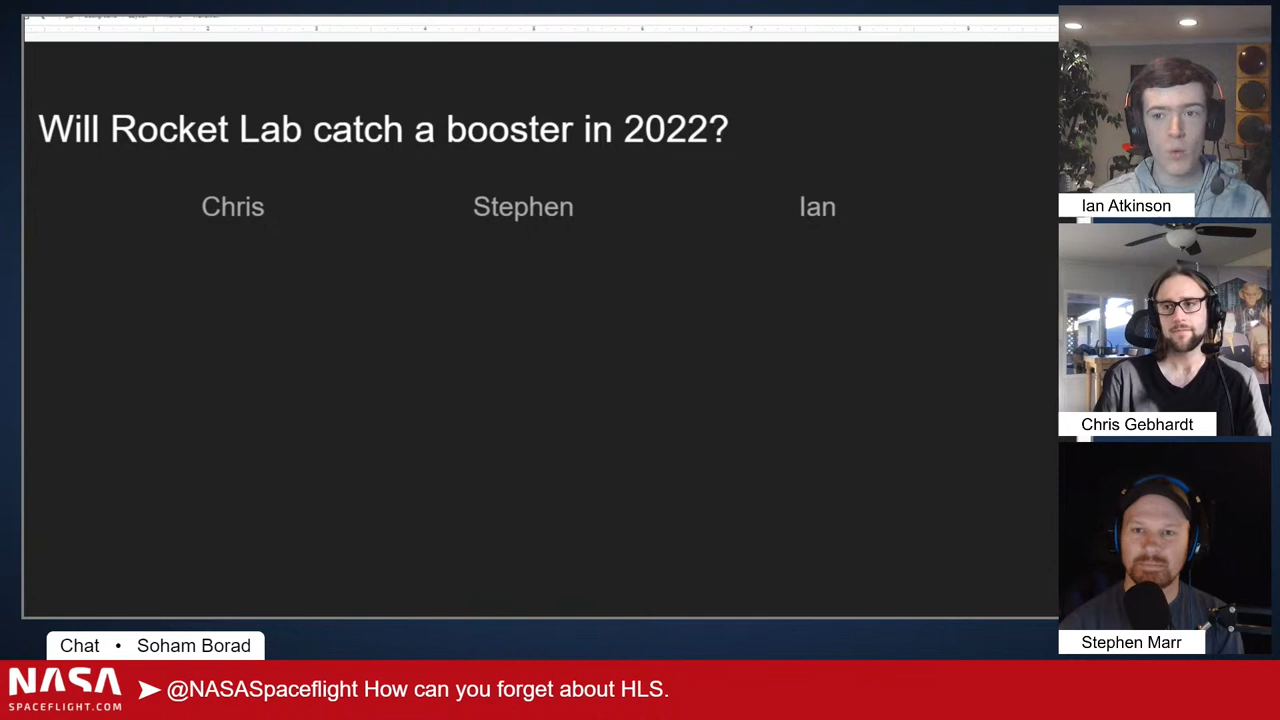 Will Rocket Lab catch a booster in 2022?
Chris Stephen Ian
Ian Atkinson
Chris Gebhardt
Stephen Marr
Chat • Soham Borad
NASA
SPACEFLIGHT.COM
@NASASpaceflight How can you forget about HLS.